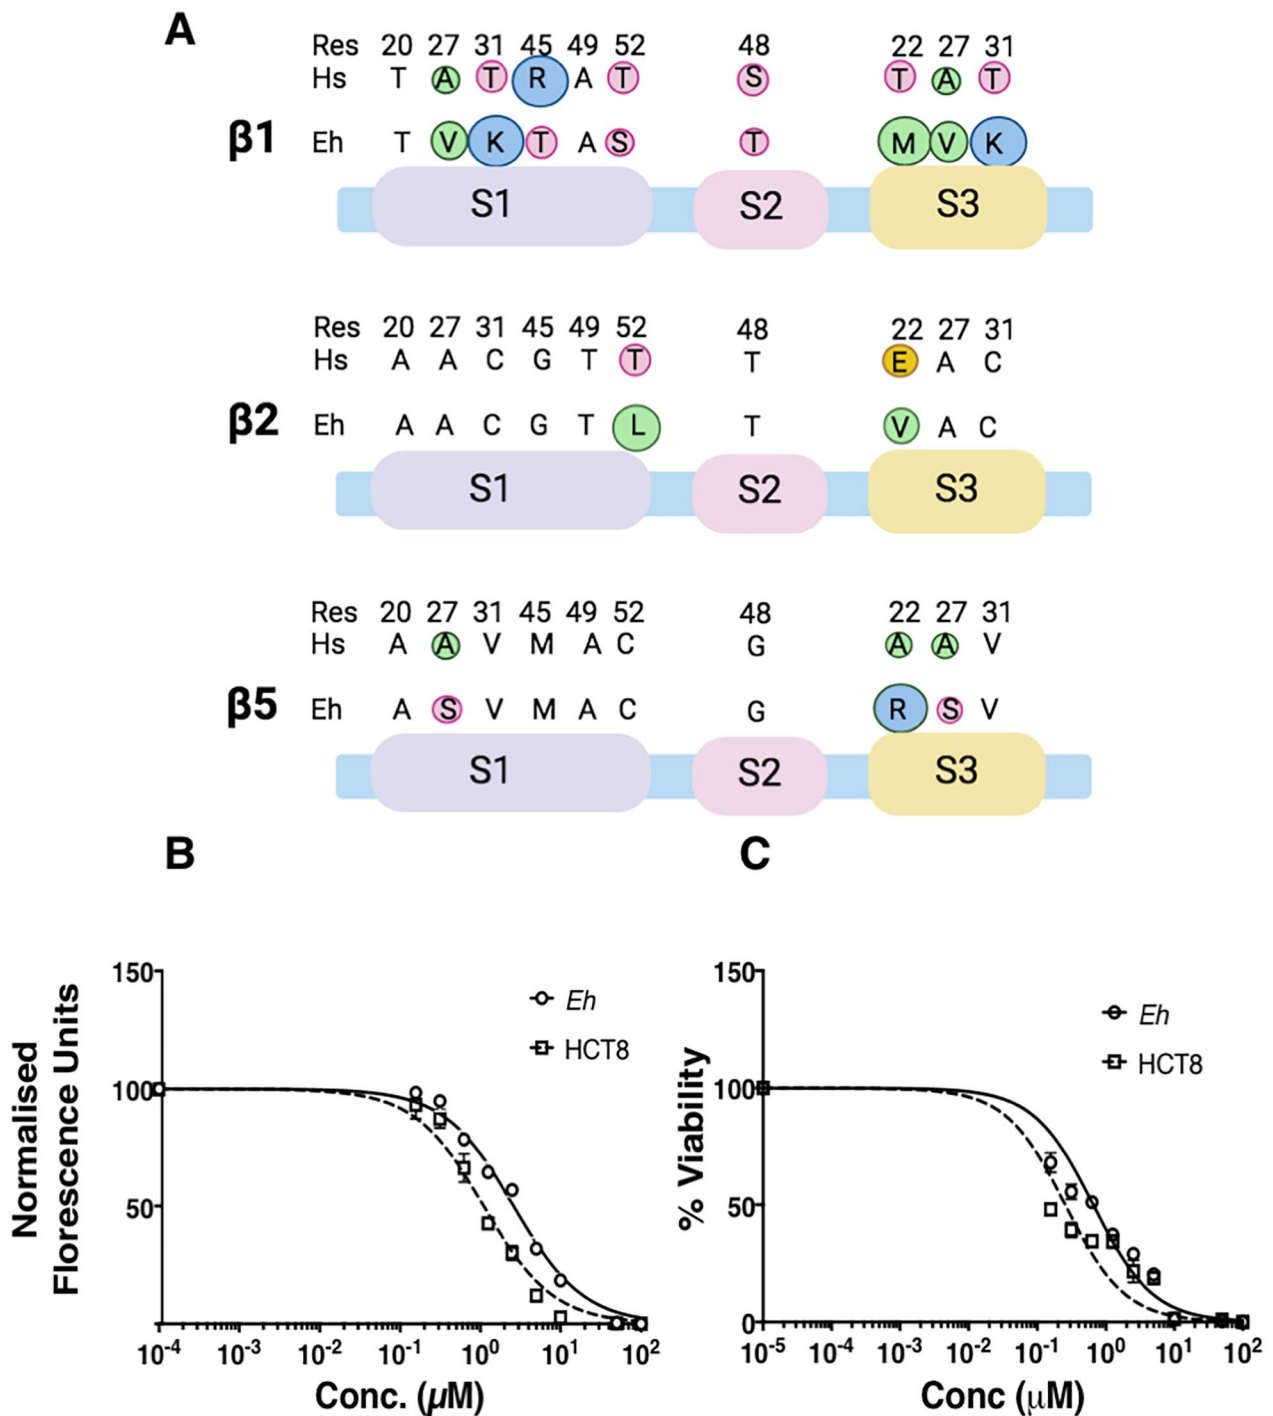 A
Res 20 27 31 45 49 52 48 22 27 31
Hs T A T R A T S T A T
β1
Eh T V K T A S T M V K
S1 S2 S3
Res 20 27 31 45 49 52 48 22 27 31
Hs A A C G T T T E A C
β2
Eh A A C G T L T V A C
S1 S2 S3
Res 20 27 31 45 49 52 48 22 27 31
Hs A A V M A C G A A V
β5
Eh A S V M A C G R S V
S1 S2 S3
B
Normalised
Florescence Units
150
100
50
Eh
HCT8
10-4 10-3 10-2 10-1 100 101 102
Conc. (µM)
C
% Viability
150
100
50
0
Eh
HCT8
10-5 10-4 10-3 10-2 10-1 100 101 102
Conc (µM)